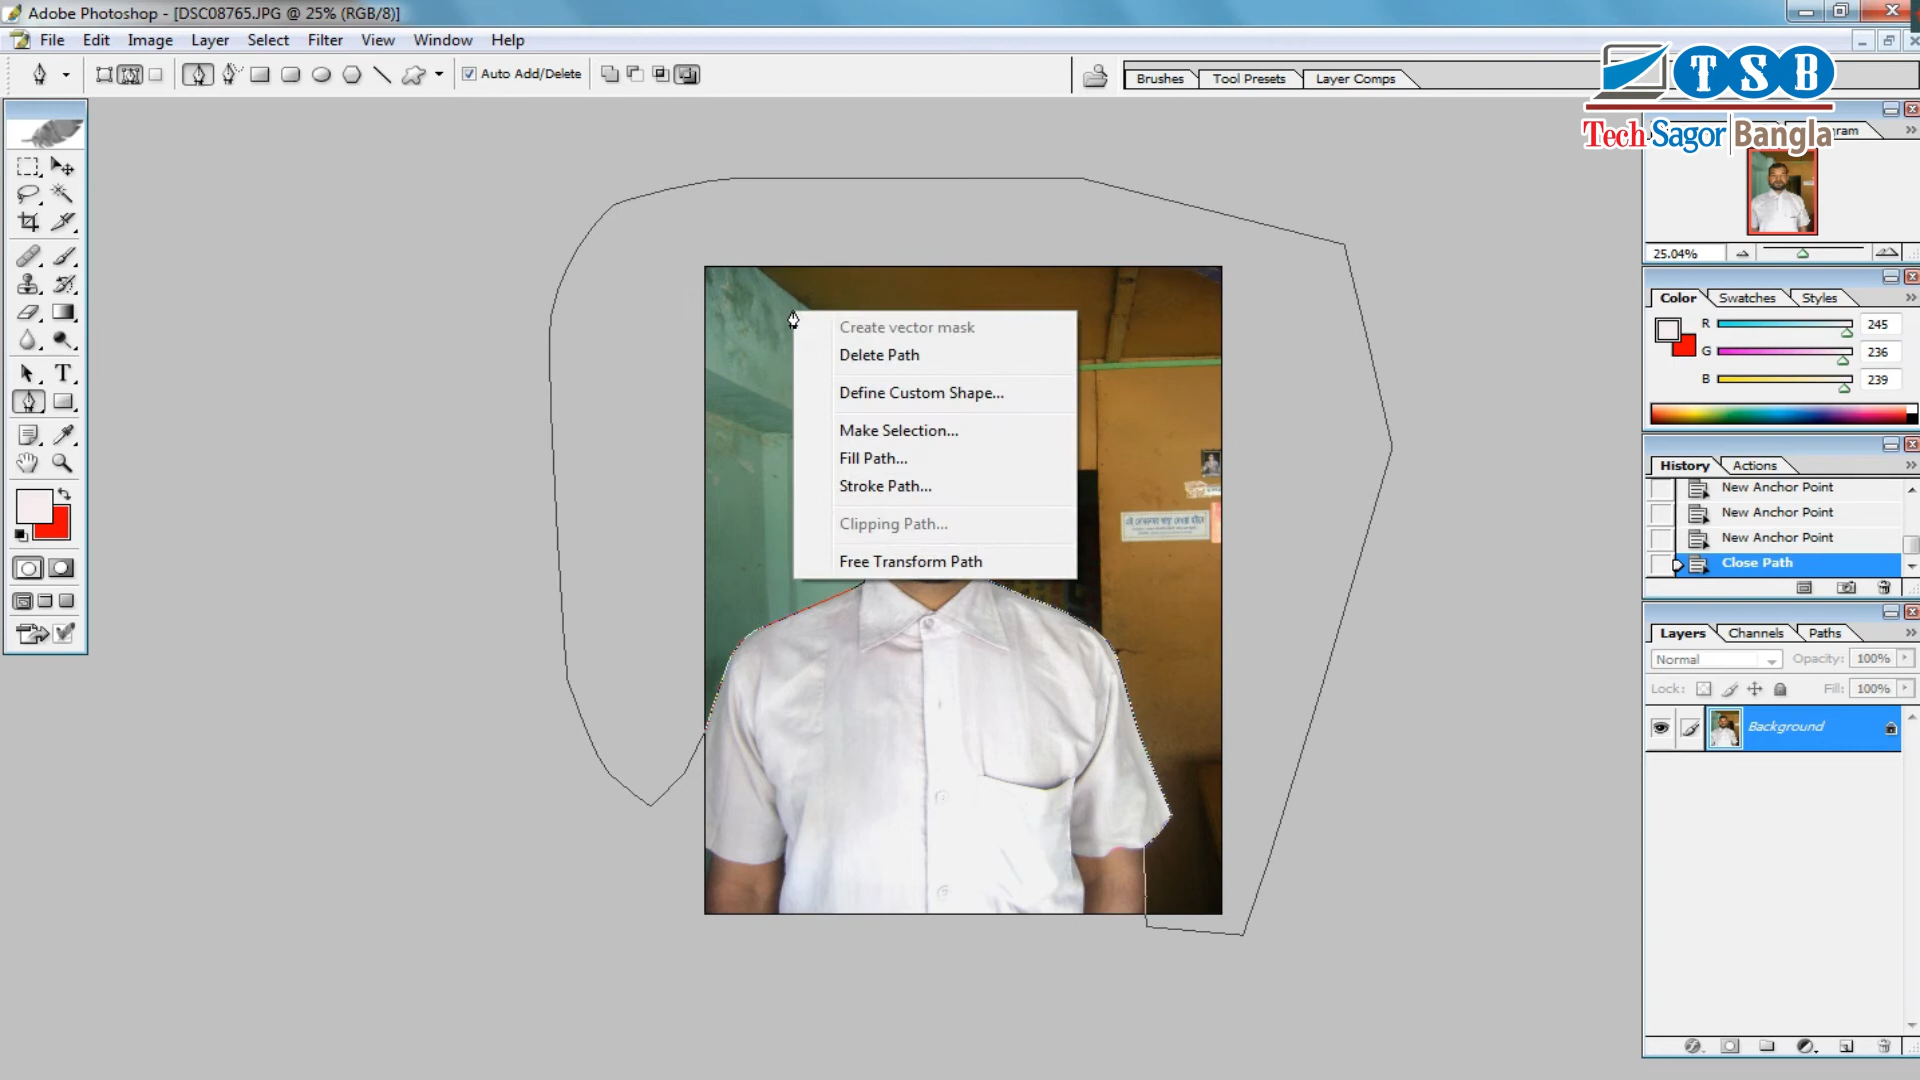 Adobe Photoshop - [DSC08765.JPG @ 25% (RGB/8)]
File Edit Image Layer Select Filter View Window Help
Auto Add/Delete
Brushes Tool Presets Layer Comps
TSB
Tech Sagor Bangla
gram
25.04%
Color Swatches Styles
R 245
G 236
B 239
History Actions
New Anchor Point
New Anchor Point
New Anchor Point
Close Path
Layers Channels Paths
Normal Opacity: 100%
Lock: Fill: 100%
Background
Create vector mask
Delete Path
Define Custom Shape...
Make Selection...
Fill Path...
Stroke Path...
Clipping Path...
Free Transform Path
T